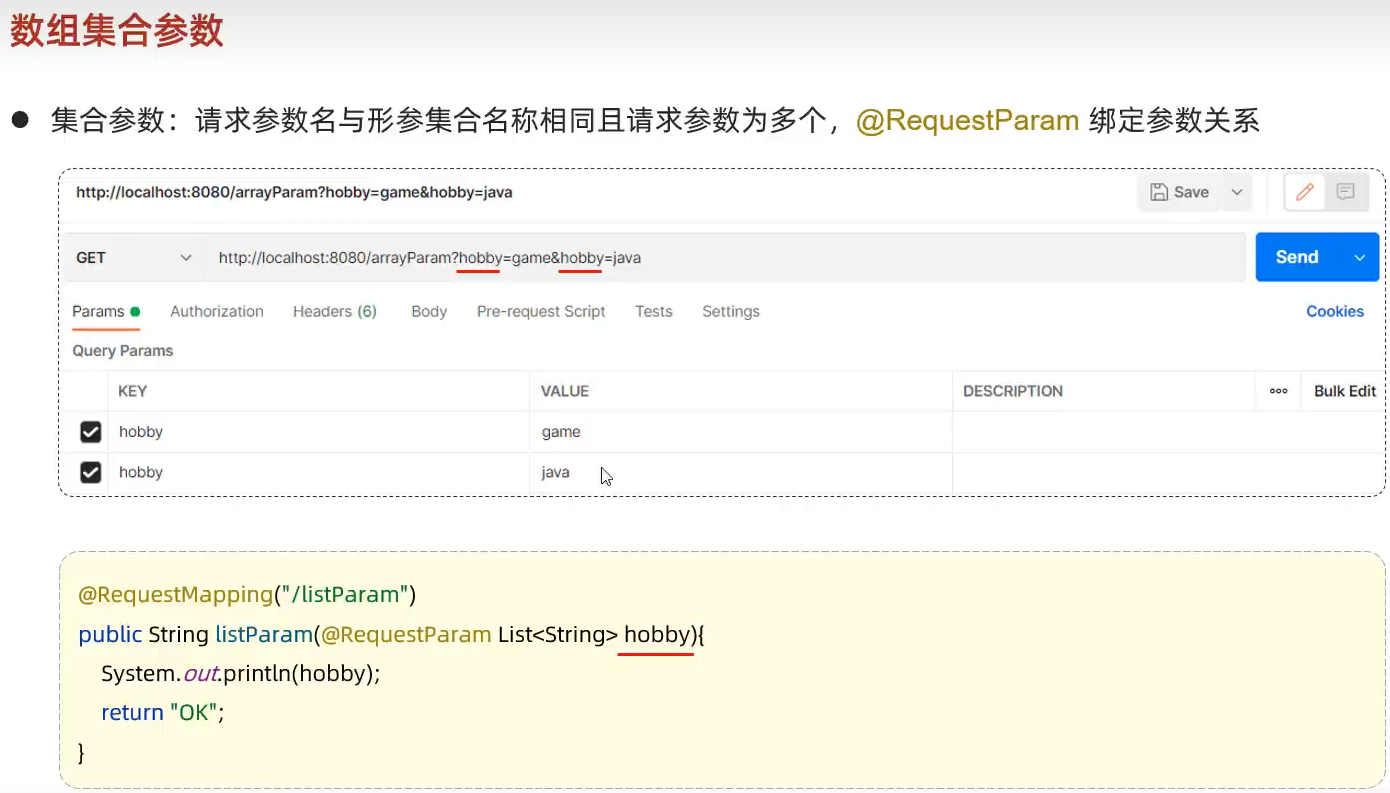 数组集合参数
● 集合参数：请求参数名与形参集合名称相同且请求参数为多个，@RequestParam 绑定参数关系
http://localhost:8080/arrayParam?hobby=game&hobby=java Save
GET http://localhost:8080/arrayParam?hobby=game&hobby=java Send
Params Authorization Headers (6) Body Pre-request Script Tests Settings Cookies
Query Params
KEY VALUE DESCRIPTION ooo Bulk Edit
hobby game
hobby java
@RequestMapping("/listParam")
public String listParam(@RequestParam List<String> hobby){
System.out.println(hobby);
return "OK";
}